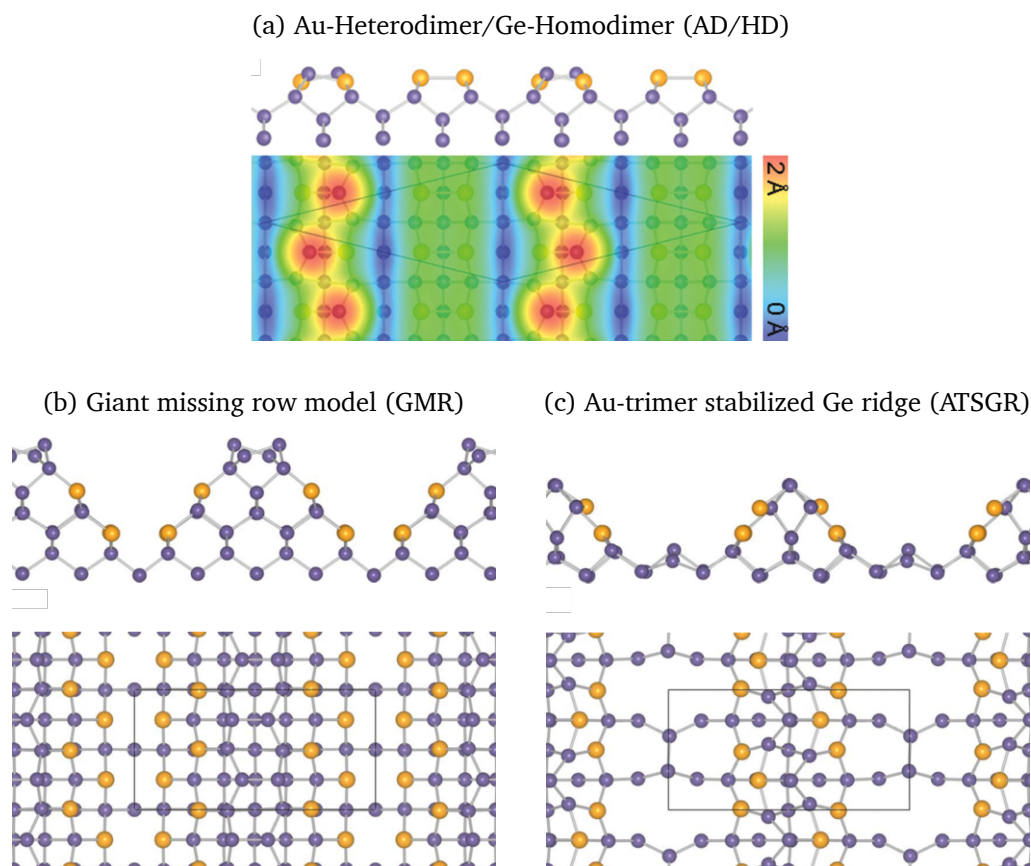 (a) Au-Heterodimer/Ge-Homodimer (AD/HD)
2 Å
0 Å
(b) Giant missing row model (GMR)
(c) Au-trimer stabilized Ge ridge (ATSGR)